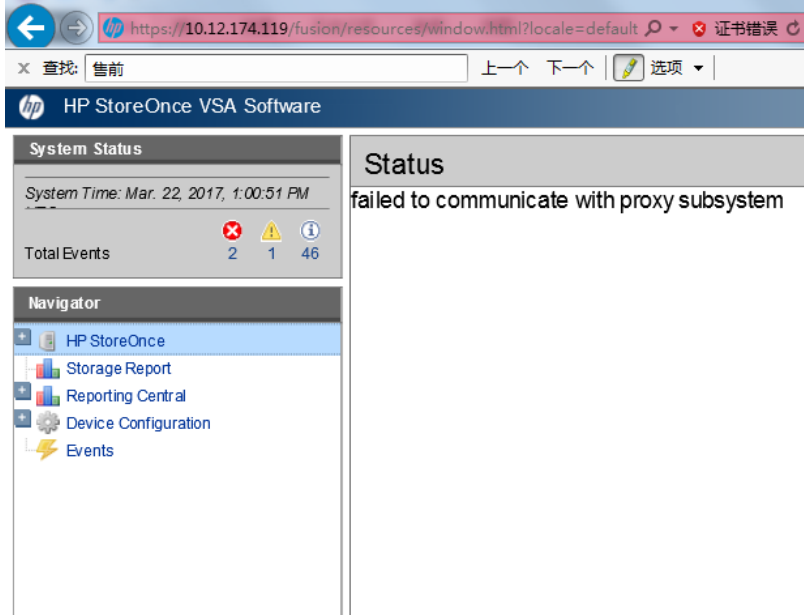 https://10.12.174.119/fusion/resources/window.html?locale=default 证书错误
x 查找: 售前 上一个 下一个 选项
hp HP StoreOnce VSA Software
System Status
System Time: Mar. 22, 2017, 1:00:51 PM
Total Events 2 1 46
Navigator
HP StoreOnce
Storage Report
Reporting Central
Device Configuration
Events
Status
failed to communicate with proxy subsystem